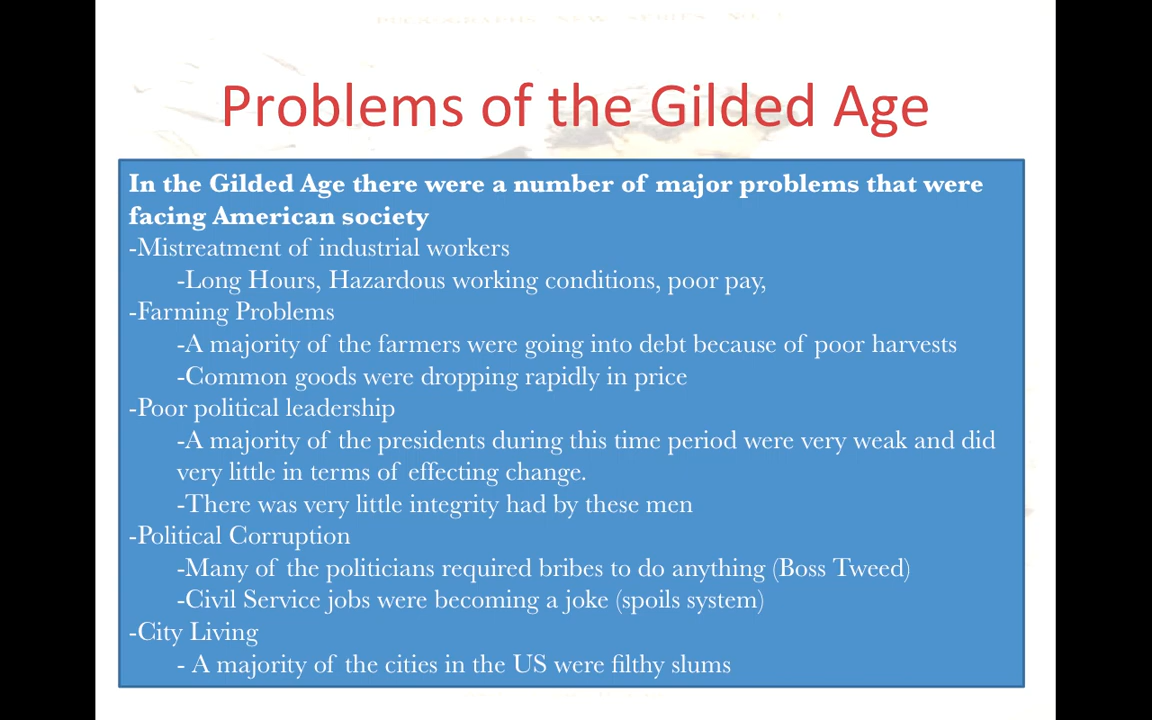 Problems of the Gilded Age
In the Gilded Age there were a number of major problems that were
facing American society
-Mistreatment of industrial workers
-Long Hours, Hazardous working conditions, poor pay,
-Farming Problems
-A majority of the farmers were going into debt because of poor harvests
-Common goods were dropping rapidly in price
-Poor political leadership
-A majority of the presidents during this time period were very weak and did
very little in terms of effecting change.
-There was very little integrity had by these men
-Political Corruption
-Many of the politicians required bribes to do anything (Boss Tweed)
-Civil Service jobs were becoming a joke (spoils system)
-City Living
- A majority of the cities in the US were filthy slums